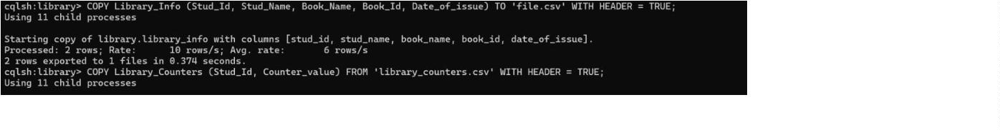 cqlsh:library> COPY Library_Info (Stud_Id, Stud_Name, Book_Name, Book_Id, Date_of_issue) TO 'file.csv' WITH HEADER = TRUE;
Using 11 child processes
Starting copy of library.library_info with columns [stud_id, stud_name, book_name, book_id, date_of_issue].
Processed: 2 rows; Rate:      10 rows/s; Avg. rate:       6 rows/s
2 rows exported to 1 files in 0.374 seconds.
cqlsh:library> COPY Library_Counters (Stud_Id, Counter_value) FROM 'library_counters.csv' WITH HEADER = TRUE;
Using 11 child processes